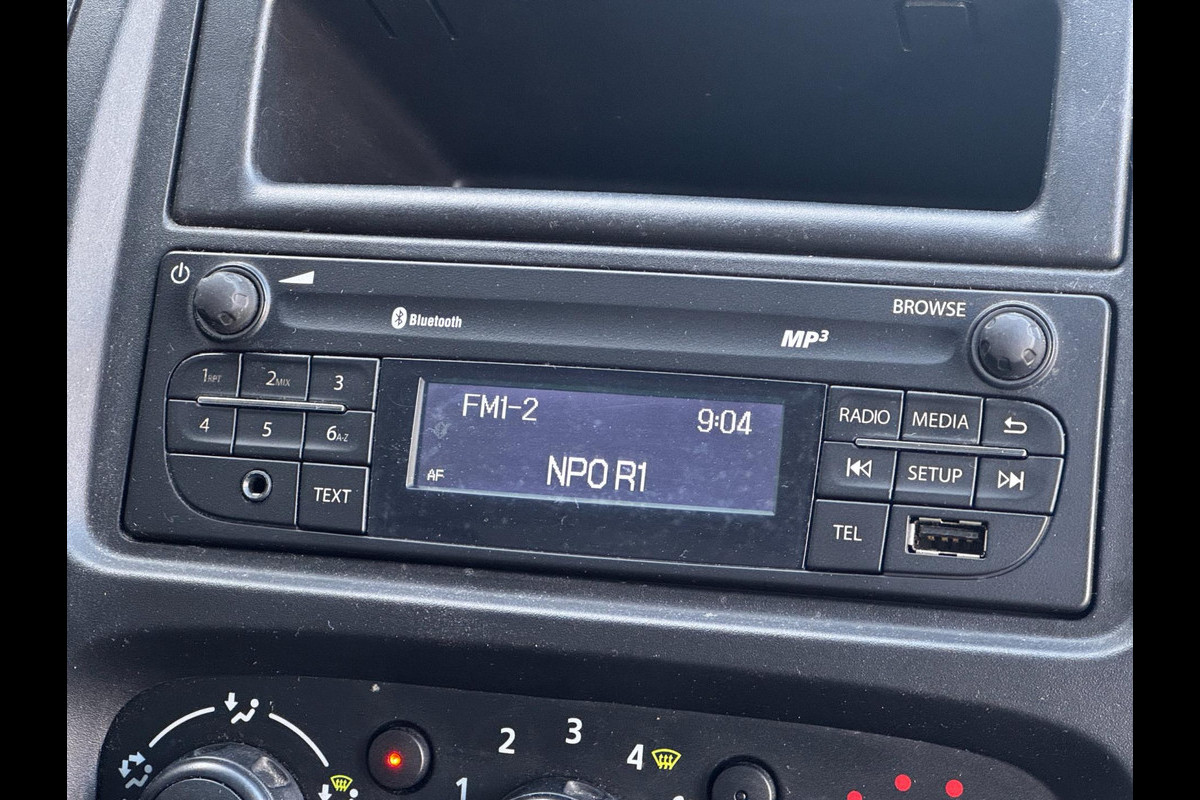 BROWSE
Bluetooth
MP3
1RPT 2MIX 3
4 5 6A-Z
TEXT
FM1-2 9:04
AF NPO R1
RADIO MEDIA
SETUP
TEL
1 2 3 4